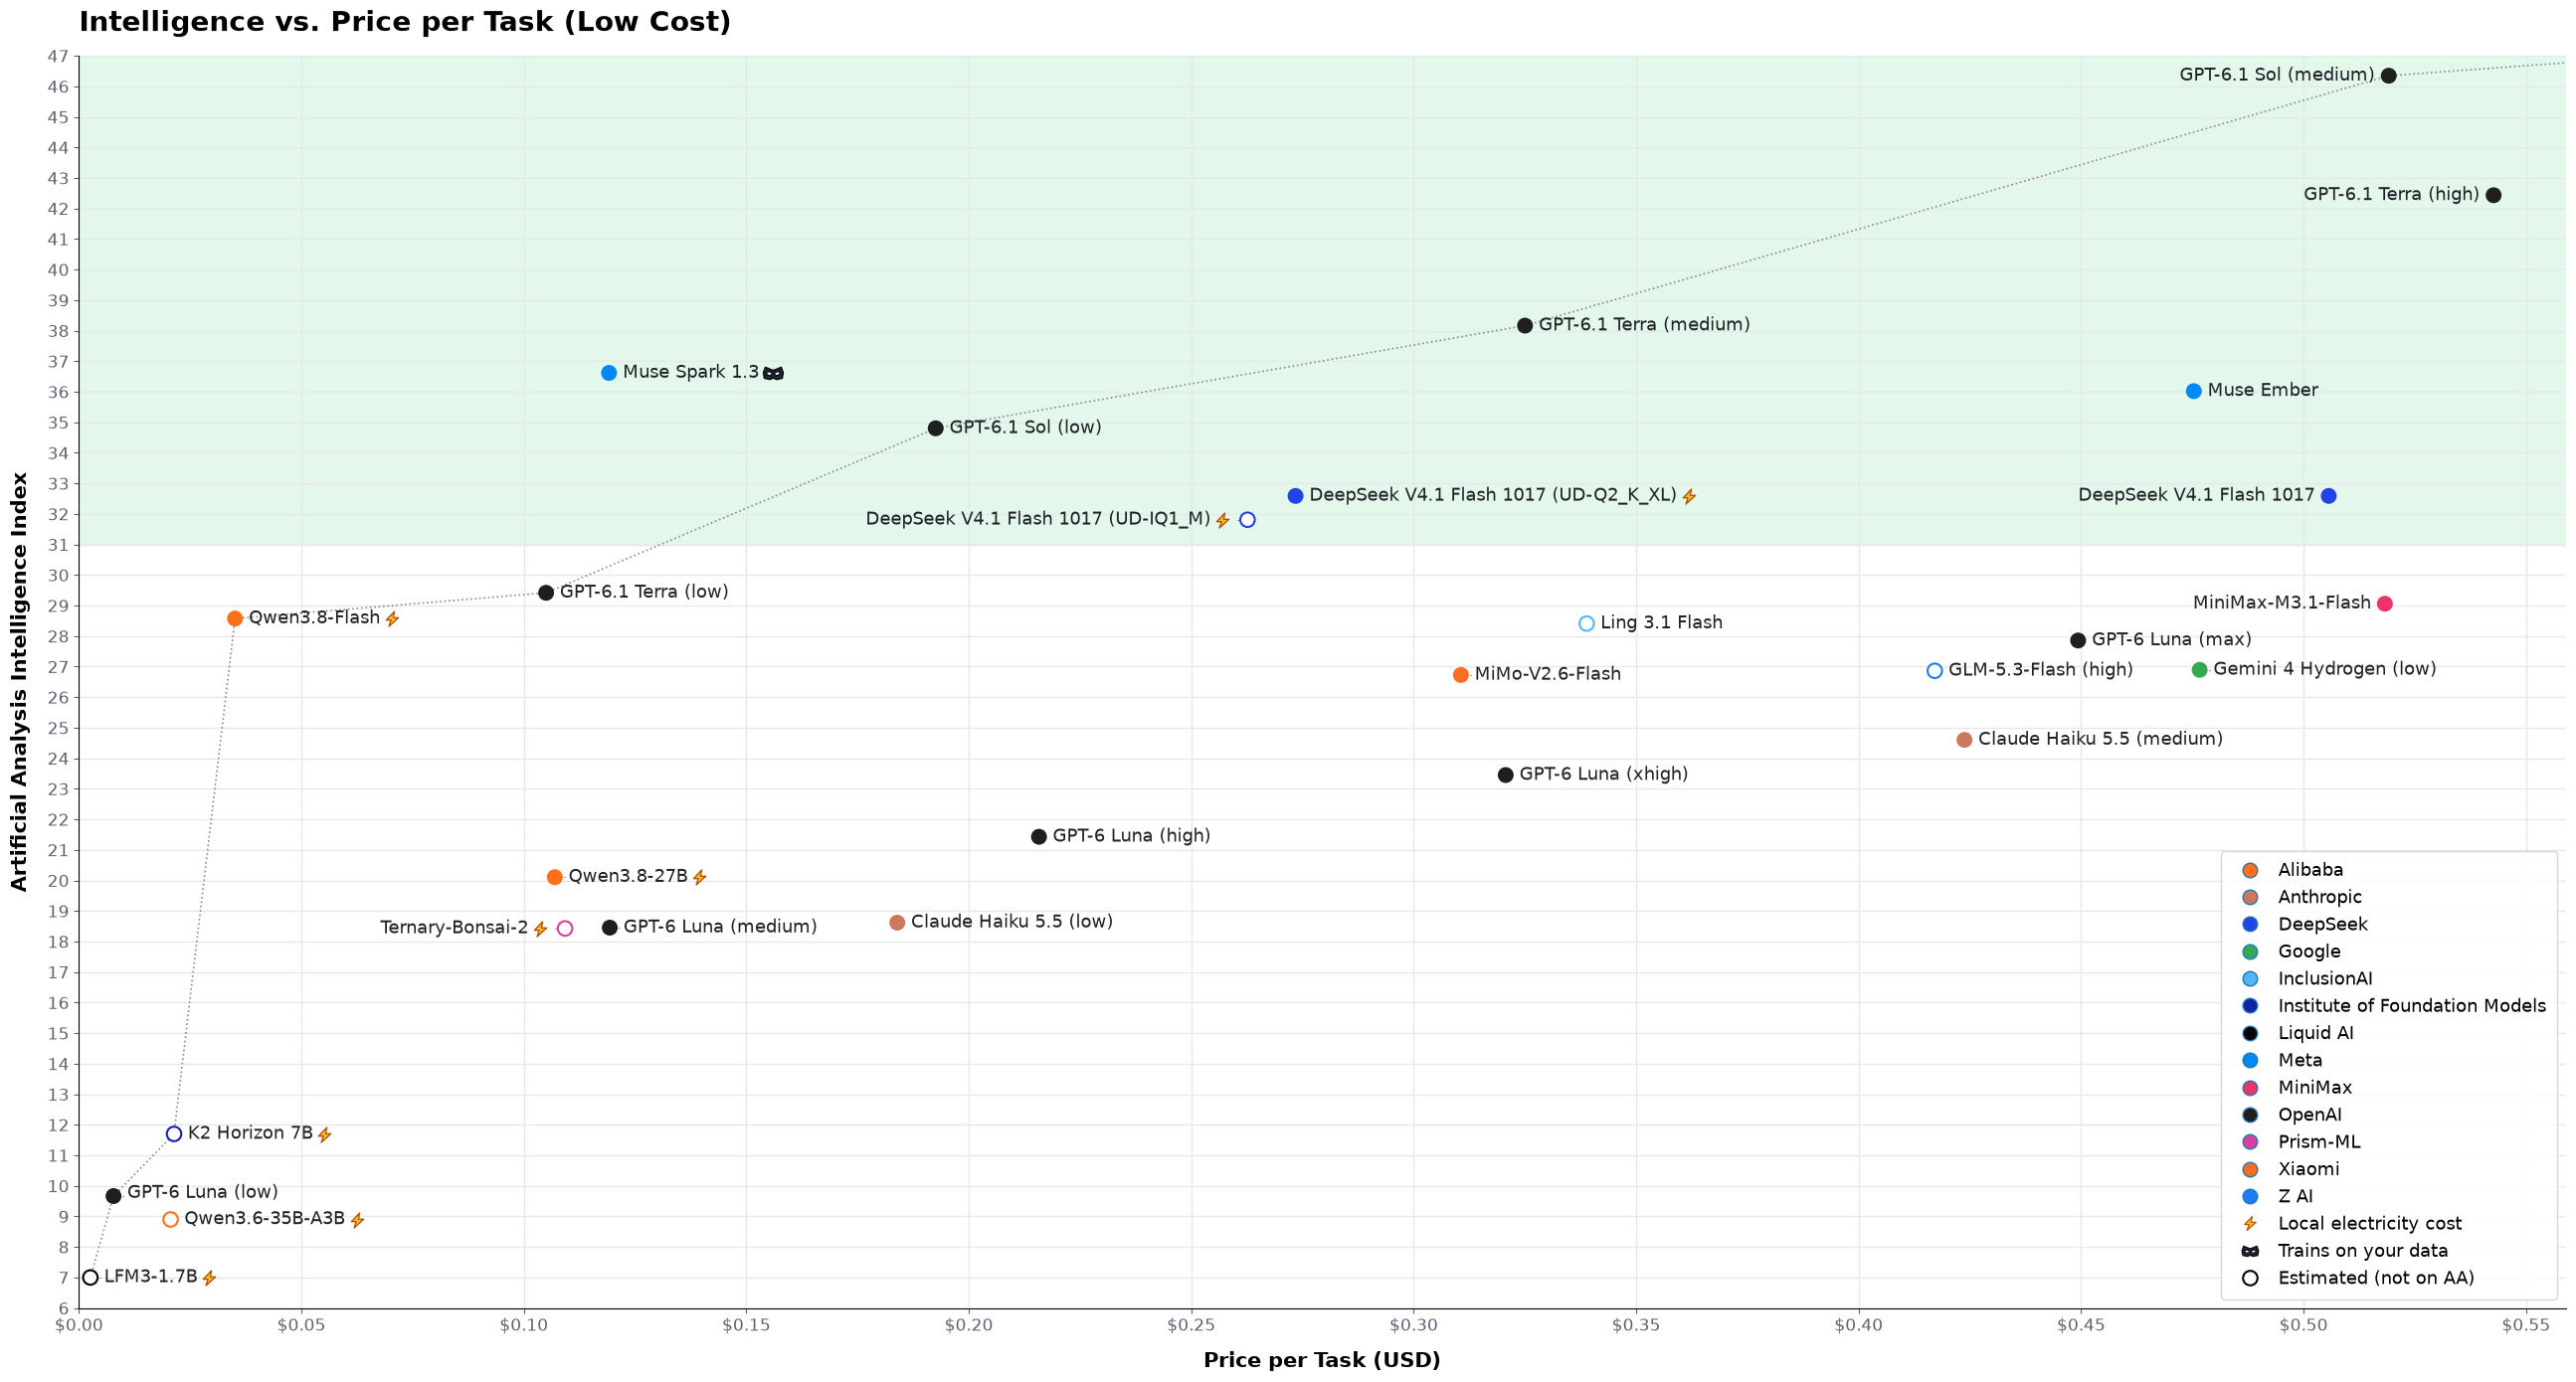 Intelligence vs. Price per Task (Low Cost)
47
46
45
44
43
42
41
40
39
38
37
36
35
34
33
32
31
30
29
28
27
26
25
24
23
22
21
20
19
18
17
16
15
14
13
12
11
10
9
8
7
6
Artificial Analysis Intelligence Index
GPT-6.1 Sol (medium)
GPT-6.1 Terra (high)
GPT-6.1 Terra (medium)
Muse Spark 1.3
Muse Ember
GPT-6.1 Sol (low)
DeepSeek V4.1 Flash 1017 (UD-Q2_K_XL)
DeepSeek V4.1 Flash 1017
DeepSeek V4.1 Flash 1017 (UD-IQ1_M)
GPT-6.1 Terra (low)
MiniMax-M3.1-Flash
Qwen3.8-Flash
Ling 3.1 Flash
GPT-6 Luna (max)
GLM-5.3-Flash (high)
Gemini 4 Hydrogen (low)
MiMo-V2.6-Flash
Claude Haiku 5.5 (medium)
GPT-6 Luna (xhigh)
GPT-6 Luna (high)
Qwen3.8-27B
Claude Haiku 5.5 (low)
Ternary-Bonsai-2
GPT-6 Luna (medium)
K2 Horizon 7B
GPT-6 Luna (low)
Qwen3.6-35B-A3B
LFM3-1.7B
Alibaba
Anthropic
DeepSeek
Google
InclusionAI
Institute of Foundation Models
Liquid AI
Meta
MiniMax
OpenAI
Prism-ML
Xiaomi
Z AI
Local electricity cost
Trains on your data
Estimated (not on AA)
$0.00
$0.05
$0.10
$0.15
$0.20
$0.25
$0.30
$0.35
$0.40
$0.45
$0.50
$0.55
Price per Task (USD)